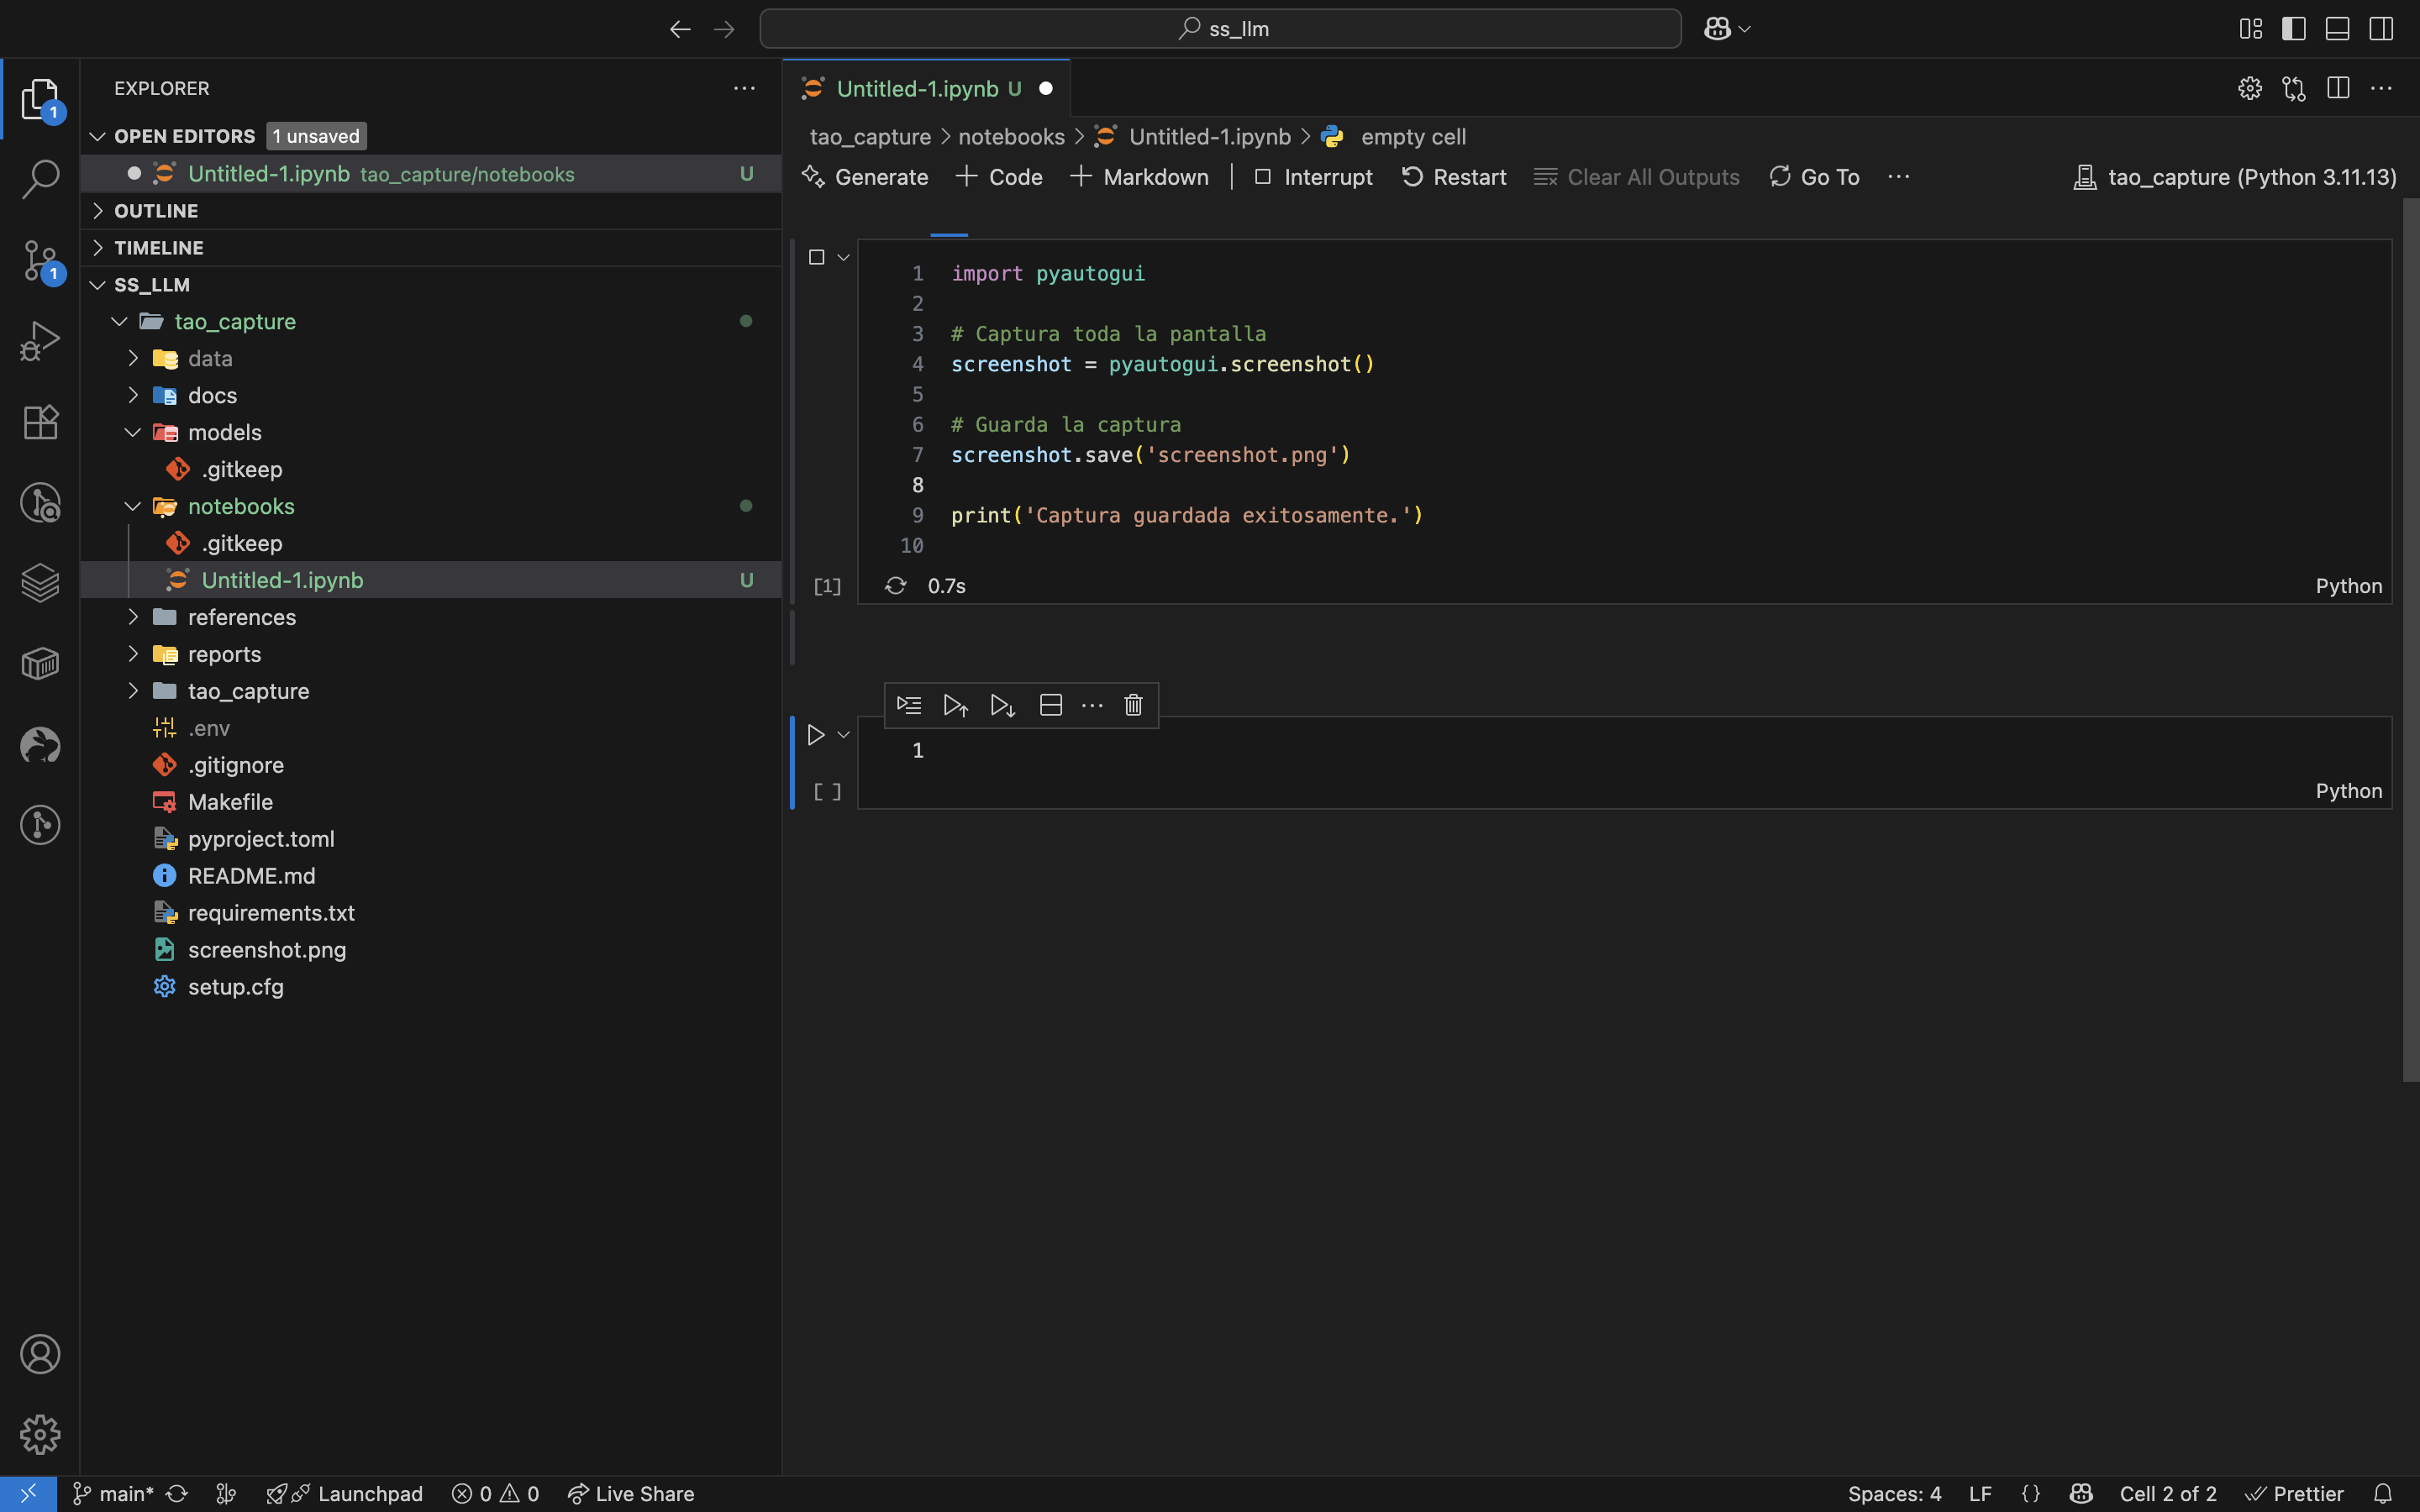 ss_llm
EXPLORER
OPEN EDITORS 1 unsaved
Untitled-1.ipynb tao_capture/notebooks U
OUTLINE
TIMELINE
SS_LLM
tao_capture
data
docs
models
.gitkeep
notebooks
.gitkeep
Untitled-1.ipynb U
references
reports
tao_capture
.env
.gitignore
Makefile
pyproject.toml
README.md
requirements.txt
screenshot.png
setup.cfg
1
1
Untitled-1.ipynb U
tao_capture > notebooks > Untitled-1.ipynb > empty cell
Generate + Code + Markdown | Interrupt Restart Clear All Outputs Go To ... tao_capture (Python 3.11.13)
1 import pyautogui
2
3 # Captura toda la pantalla
4 screenshot = pyautogui.screenshot()
5
6 # Guarda la captura
7 screenshot.save('screenshot.png')
8
9 print('Captura guardada exitosamente.')
10
[1] 0.7s Python
1
[ ] Python
main* Launchpad 0 0 Live Share Spaces: 4 LF {} Cell 2 of 2 Prettier